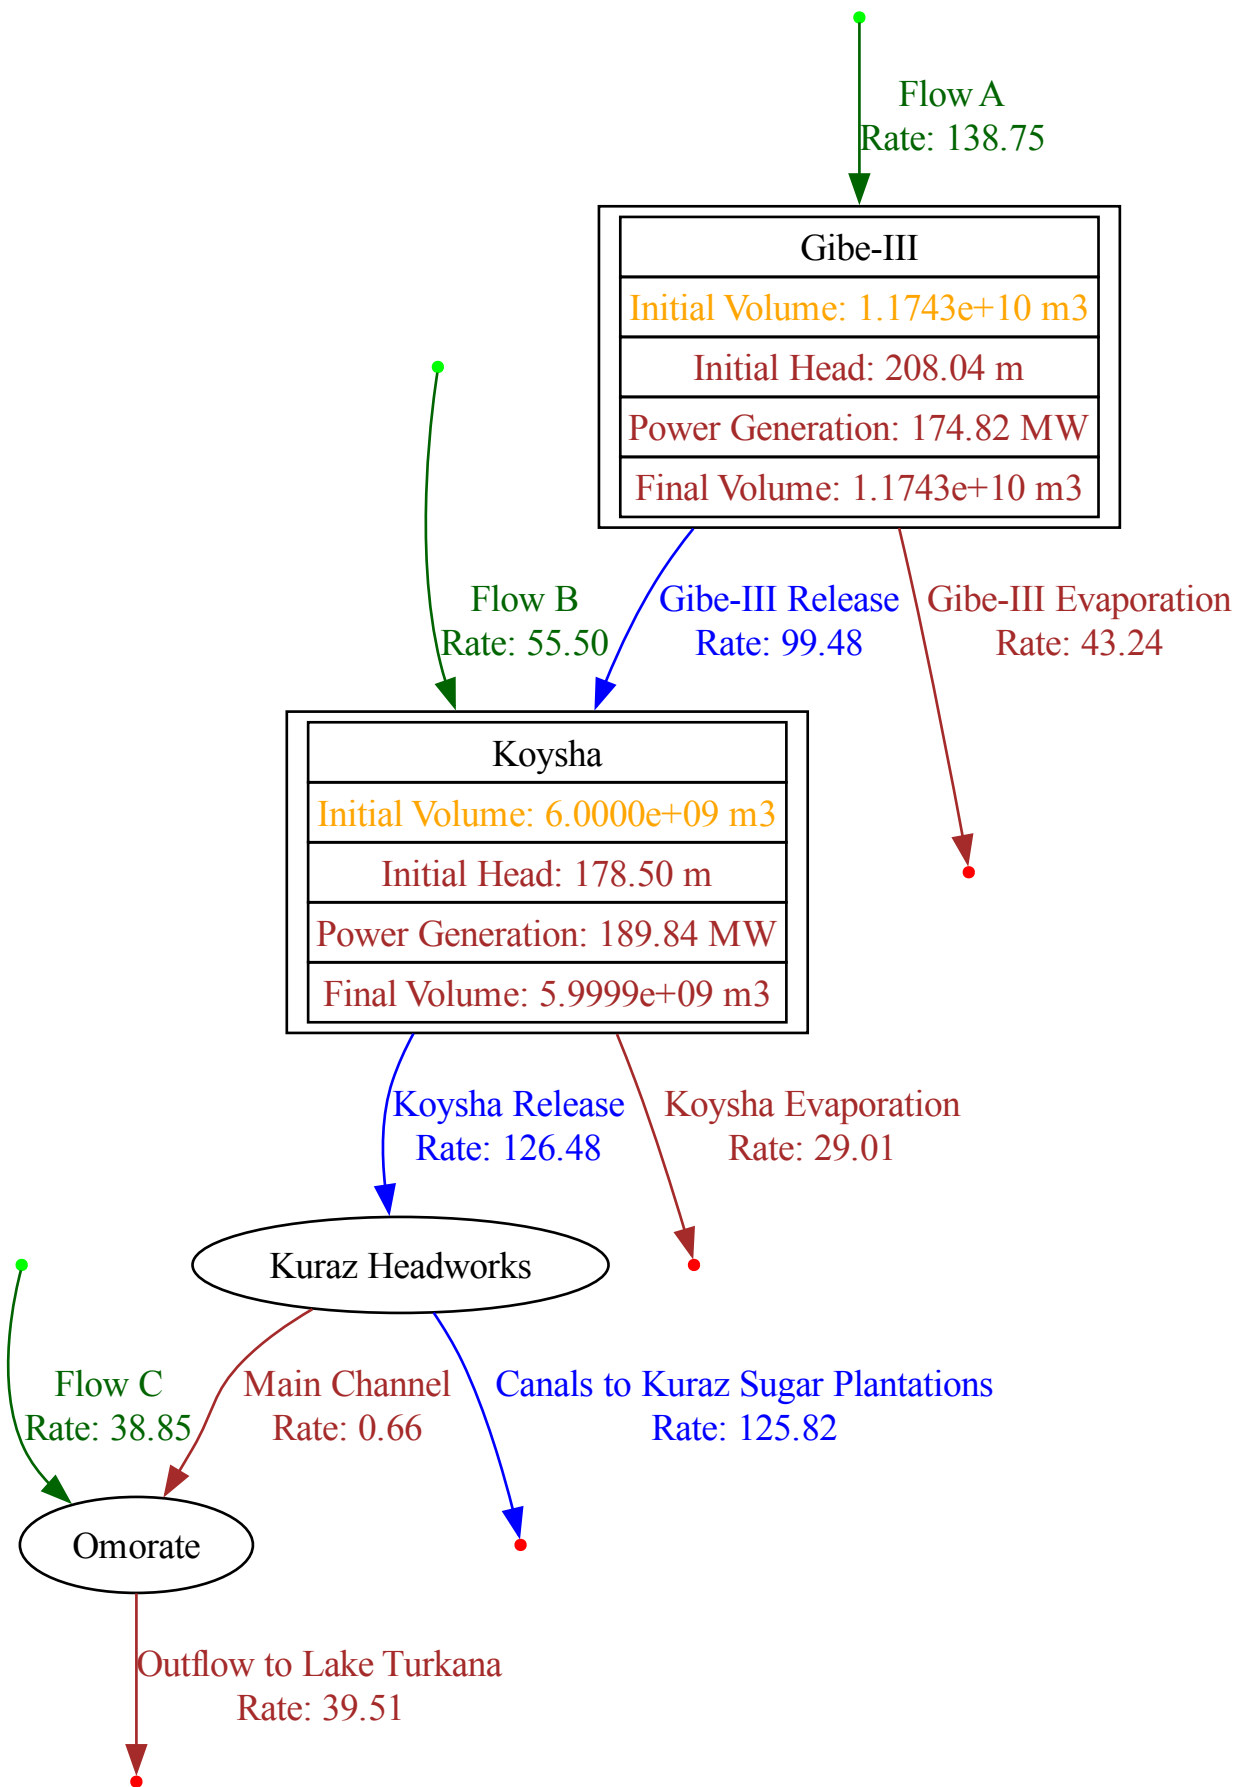 Flow A
Rate: 138.75
Gibe-III
Initial Volume: 1.1743e+10 m3
Initial Head: 208.04 m
Power Generation: 174.82 MW
Final Volume: 1.1743e+10 m3
Flow B
Rate: 55.50
Gibe-III Release
Rate: 99.48
Gibe-III Evaporation
Rate: 43.24
Koysha
Initial Volume: 6.0000e+09 m3
Initial Head: 178.50 m
Power Generation: 189.84 MW
Final Volume: 5.9999e+09 m3
Koysha Release
Rate: 126.48
Koysha Evaporation
Rate: 29.01
Kuraz Headworks
Flow C
Rate: 38.85
Main Channel
Rate: 0.66
Canals to Kuraz Sugar Plantations
Rate: 125.82
Omorate
Outflow to Lake Turkana
Rate: 39.51